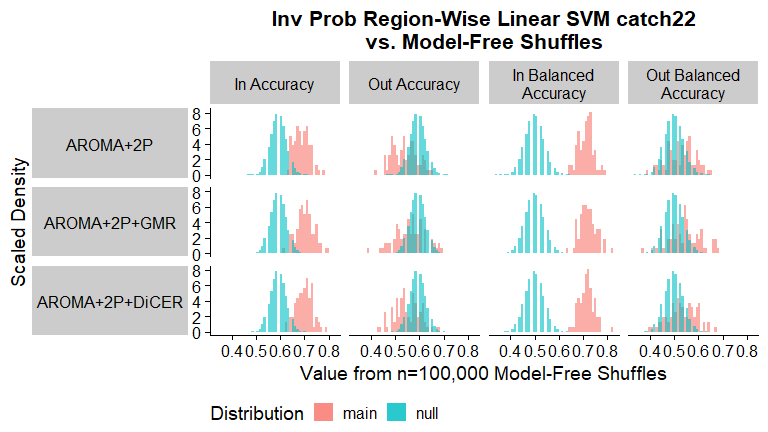 Inv Prob Region-Wise Linear SVM catch22
vs. Model-Free Shuffles
In Accuracy
Out Accuracy
In Balanced
Accuracy
Out Balanced
Accuracy
Scaled Density
AROMA+2P
8
6
4
2
0
AROMA+2P+GMR
8
6
4
2
0
AROMA+2P+DiCER
8
6
4
2
0
0.4 0.5 0.6 0.7 0.8 0.4 0.5 0.6 0.7 0.8 0.4 0.5 0.6 0.7 0.8 0.4 0.5 0.6 0.7 0.8
Value from n=100,000 Model-Free Shuffles
Distribution main null